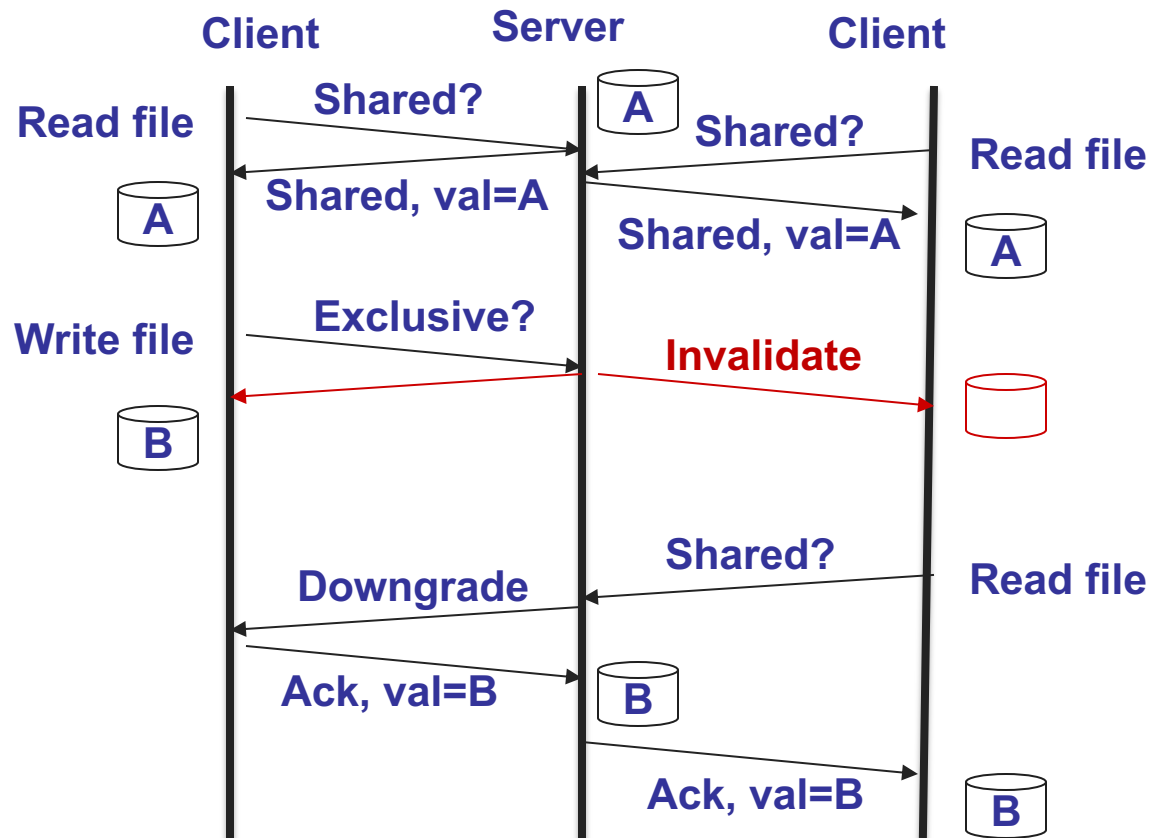 Client
Server
Client
Shared?
A
Read file
Shared?
Read file
Shared, val=A
A
Shared, val=A
A
Exclusive?
Write file
Invalidate
B
Shared?
Downgrade
Read file
Ack, val=B
B
Ack, val=B
B